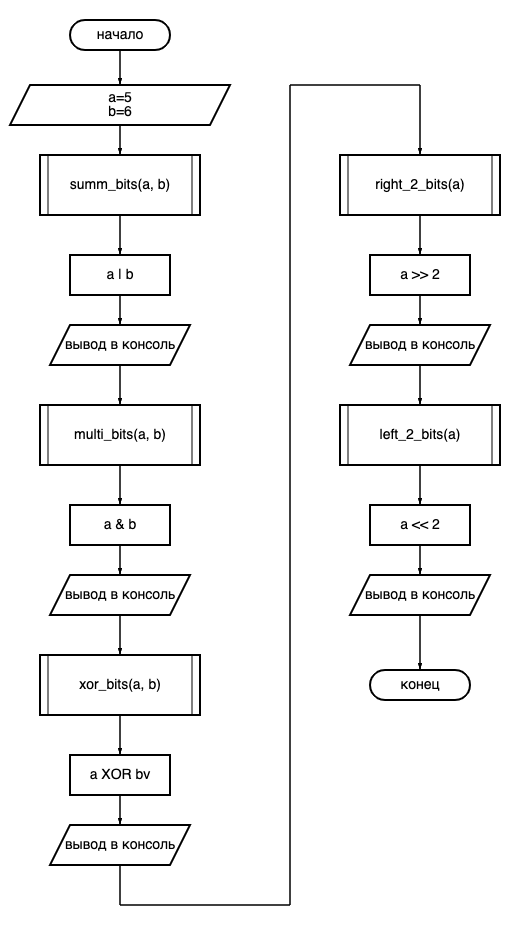 начало
a=5
b=6
summ_bits(a, b)
a | b
вывод в консоль
multi_bits(a, b)
a & b
вывод в консоль
xor_bits(a, b)
a XOR bv
вывод в консоль
right_2_bits(a)
a >> 2
вывод в консоль
left_2_bits(a)
a << 2
вывод в консоль
конец